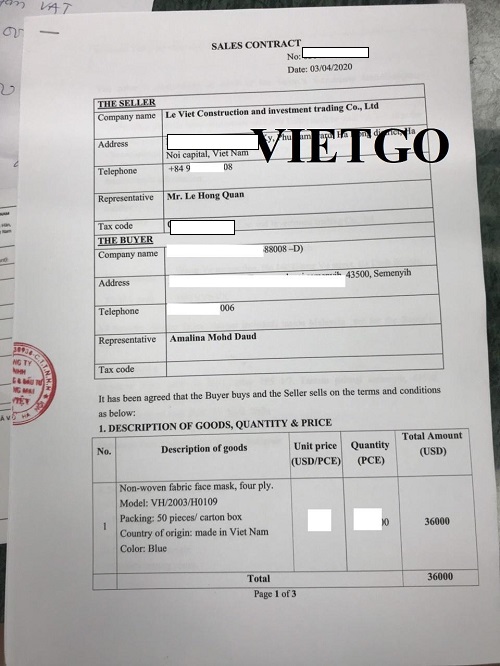 VAT
SALES CONTRACT
No:
Date: 03/04/2020
THE SELLER
Company name Le Viet Construction and investment trading Co., Ltd
Address district, Ha
Noi capital, Viet Nam
VIETGO
Telephone +84 9 08
Representative Mr. Le Hong Quan
Tax code
THE BUYER
Company name 88008 –D)
Address 43500, Semenyih
Telephone 006
Representative Amalina Mohd Daud
Tax code
It has been agreed that the Buyer buys and the Seller sells on the terms and conditions
as below:
1. DESCRIPTION OF GOODS, QUANTITY & PRICE
No. Description of goods Unit price (USD/PCE) Quantity (PCE) Total Amount (USD)
1
Non-woven fabric face mask, four ply.
Model: VH/2003/H0109
Packing: 50 pieces/ carton box
Country of origin: made in Viet Nam
Color: Blue
0 36000
Total 36000
Page 1 of 3